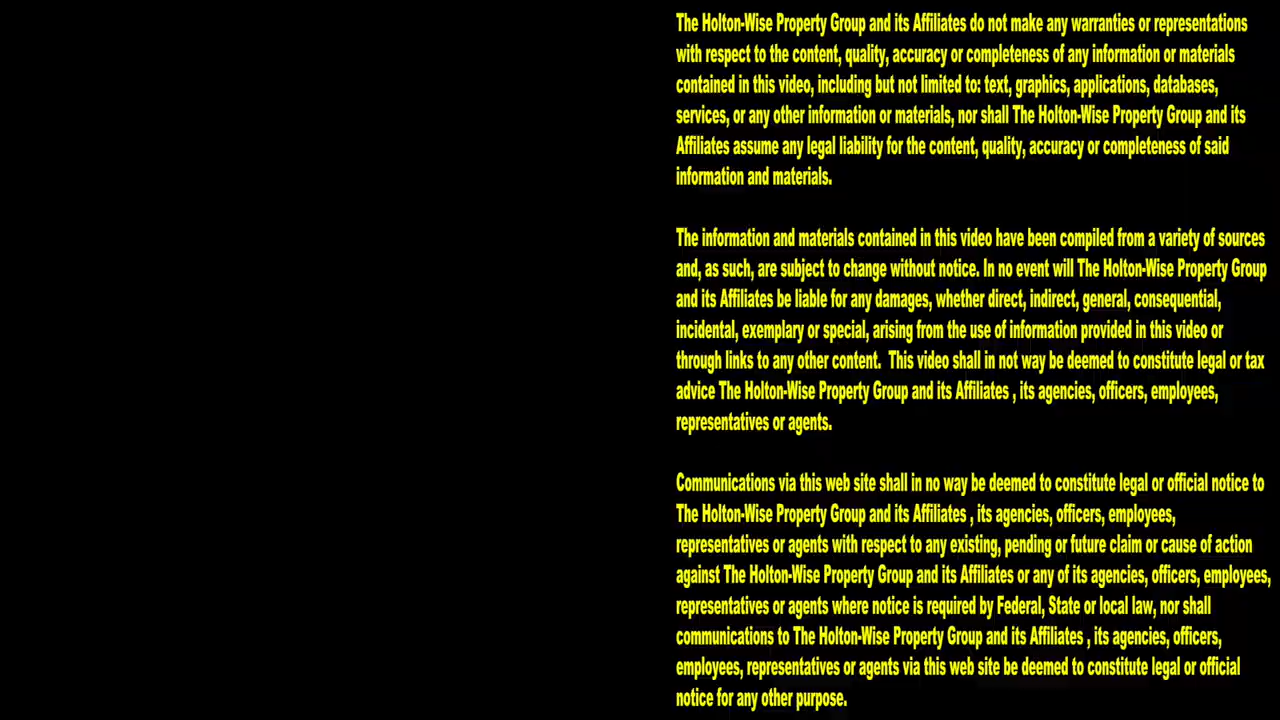 The Holton-Wise Property Group and its Affiliates do not make any warranties or representations
with respect to the content, quality, accuracy or completeness of any information or materials
contained in this video, including but not limited to: text, graphics, applications, databases,
services, or any other information or materials, nor shall The Holton-Wise Property Group and its
Affiliates assume any legal liability for the content, quality, accuracy or completeness of said
information and materials.
The information and materials contained in this video have been compiled from a variety of sources
and, as such, are subject to change without notice. In no event will The Holton-Wise Property Group
and its Affiliates be liable for any damages, whether direct, indirect, general, consequential,
incidental, exemplary or special, arising from the use of information provided in this video or
through links to any other content.  This video shall in not way be deemed to constitute legal or tax
advice The Holton-Wise Property Group and its Affiliates , its agencies, officers, employees,
representatives or agents.
Communications via this web site shall in no way be deemed to constitute legal or official notice to
The Holton-Wise Property Group and its Affiliates , its agencies, officers, employees,
representatives or agents with respect to any existing, pending or future claim or cause of action
against The Holton-Wise Property Group and its Affiliates or any of its agencies, officers, employees,
representatives or agents where notice is required by Federal, State or local law, nor shall
communications to The Holton-Wise Property Group and its Affiliates , its agencies, officers,
employees, representatives or agents via this web site be deemed to constitute legal or official
notice for any other purpose.